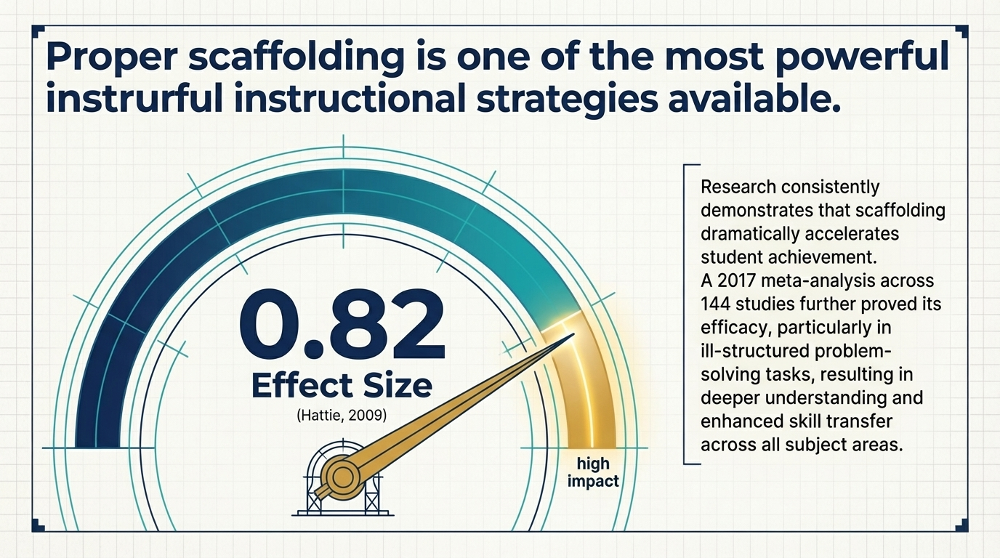 Proper scaffolding is one of the most powerful
instrurful instructional strategies available.
0.82
Effect Size
(Hattie, 2009)
high
impact
Research consistently
demonstrates that scaffolding
dramatically accelerates
student achievement.
A 2017 meta-analysis across
144 studies further proved its
efficacy, particularly in
ill-structured problem-
solving tasks, resulting in
deeper understanding and
enhanced skill transfer
across all subject areas.